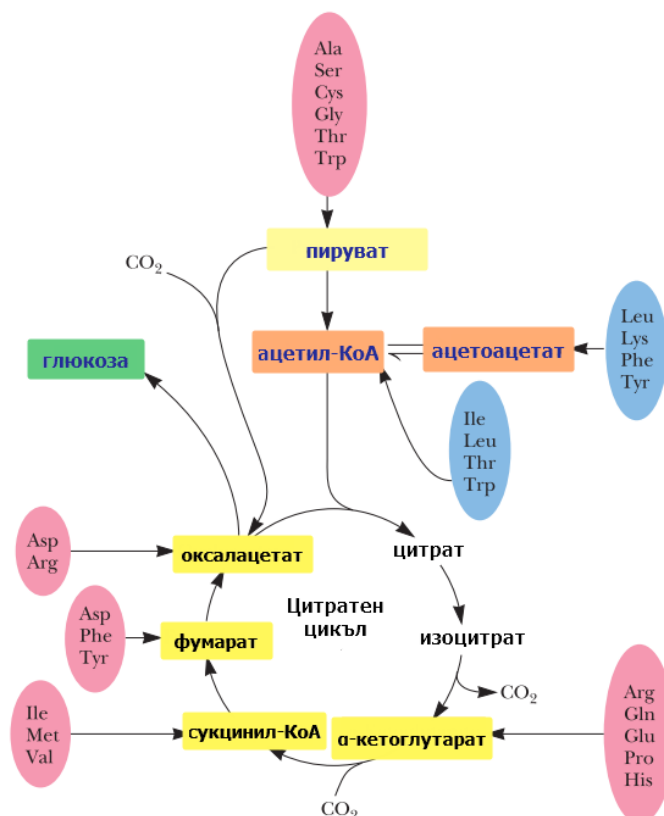 Ala
Ser
Cys
Gly
Thr
Trp
пируват
CO2
глюкоза
ацетил-КоА
ацетоацетат
Leu
Lys
Phe
Tyr
Ile
Leu
Thr
Trp
Asp
Arg
оксалацетат
цитрат
Цитратен
цикъл
Asp
Phe
Tyr
фумарат
изоцитрат
CO2
Ile
Met
Val
сукцинил-КоА
α-кетоглутарат
Arg
Gln
Glu
Pro
His
CO2